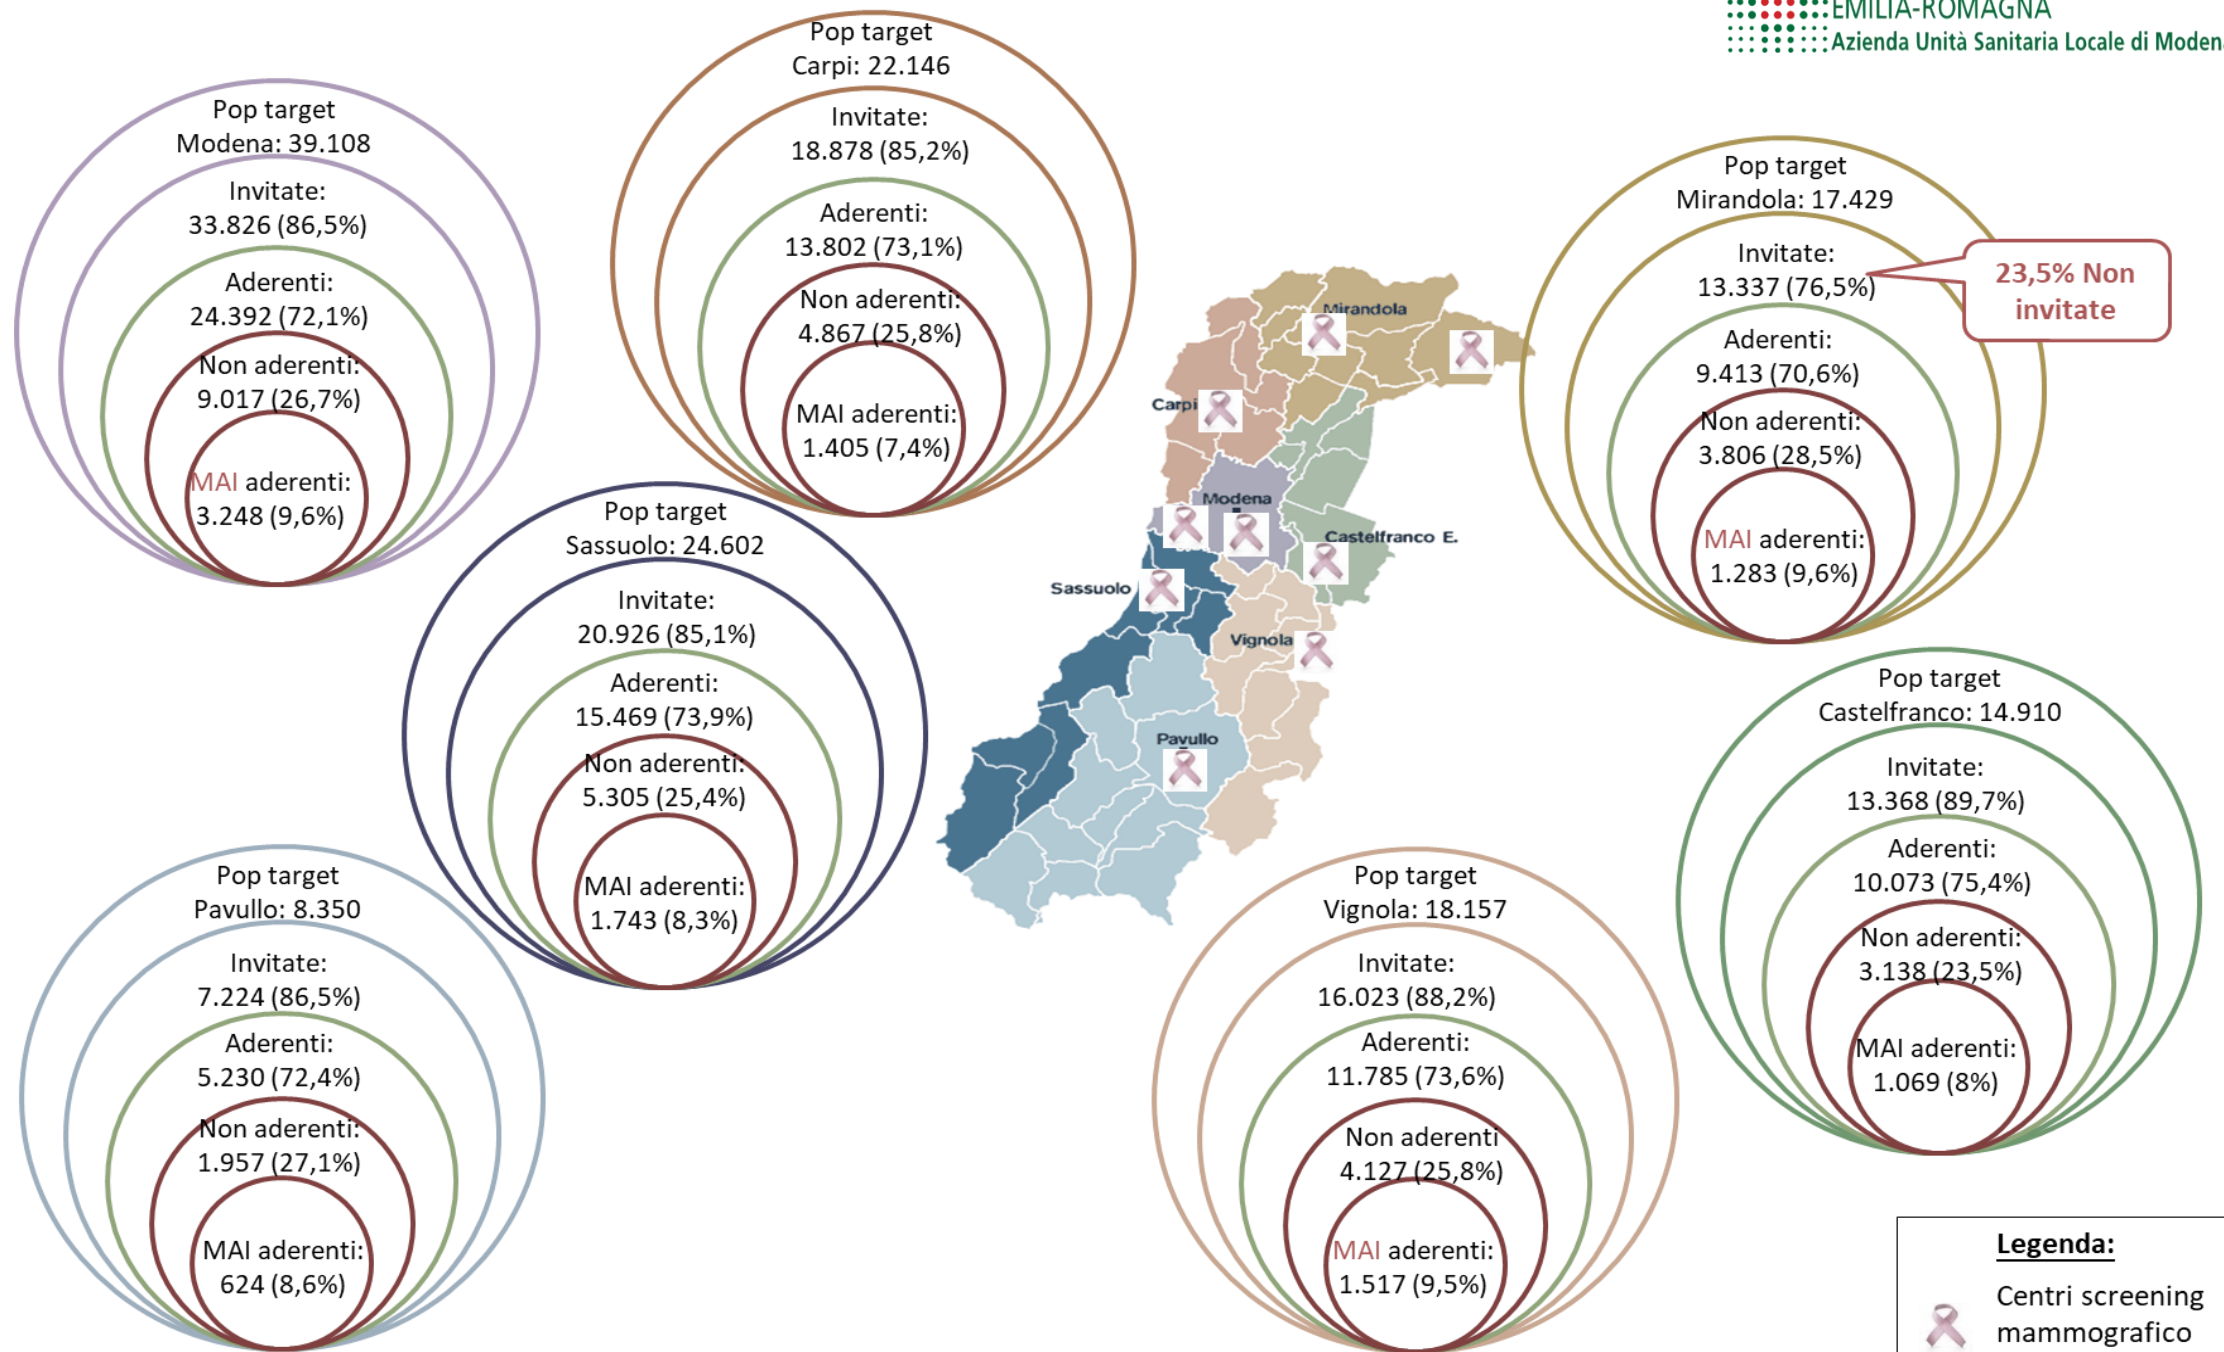 EMILIA-ROMAGNA
Azienda Unità Sanitaria Locale di Modena
Pop target
Modena: 39.108
Invitate:
33.826 (86,5%)
Aderenti:
24.392 (72,1%)
Non aderenti:
9.017 (26,7%)
MAI aderenti:
3.248 (9,6%)
Pop target
Carpi: 22.146
Invitate:
18.878 (85,2%)
Aderenti:
13.802 (73,1%)
Non aderenti:
4.867 (25,8%)
MAI aderenti:
1.405 (7,4%)
Pop target
Mirandola: 17.429
Invitate:
13.337 (76,5%)
Aderenti:
9.413 (70,6%)
Non aderenti:
3.806 (28,5%)
MAI aderenti:
1.283 (9,6%)
23,5% Non
invitate
Pop target
Sassuolo: 24.602
Invitate:
20.926 (85,1%)
Aderenti:
15.469 (73,9%)
Non aderenti:
5.305 (25,4%)
MAI aderenti:
1.743 (8,3%)
Mirandola
Carpi
Modena
Castelfranco E.
Sassuolo
Vignola
Pavullo
Pop target
Castelfranco: 14.910
Invitate:
13.368 (89,7%)
Aderenti:
10.073 (75,4%)
Non aderenti:
3.138 (23,5%)
MAI aderenti:
1.069 (8%)
Pop target
Pavullo: 8.350
Invitate:
7.224 (86,5%)
Aderenti:
5.230 (72,4%)
Non aderenti:
1.957 (27,1%)
MAI aderenti:
624 (8,6%)
Pop target
Vignola: 18.157
Invitate:
16.023 (88,2%)
Aderenti:
11.785 (73,6%)
Non aderenti
4.127 (25,8%)
MAI aderenti:
1.517 (9,5%)
Legenda:
Centri screening
mammografico